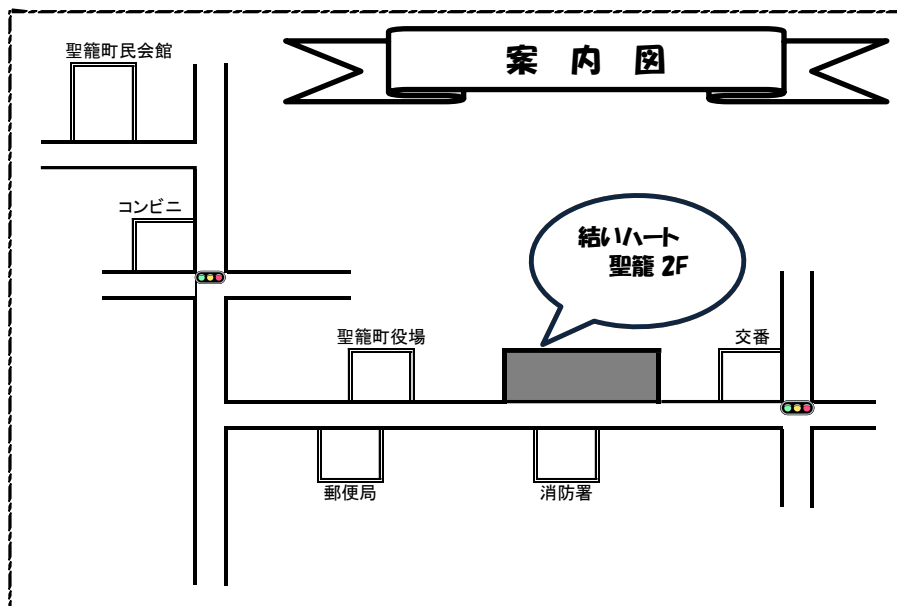 案内図
聖籠町民会館
コンビニ
結いハート
聖籠 2F
聖籠町役場
交番
郵便局
消防署